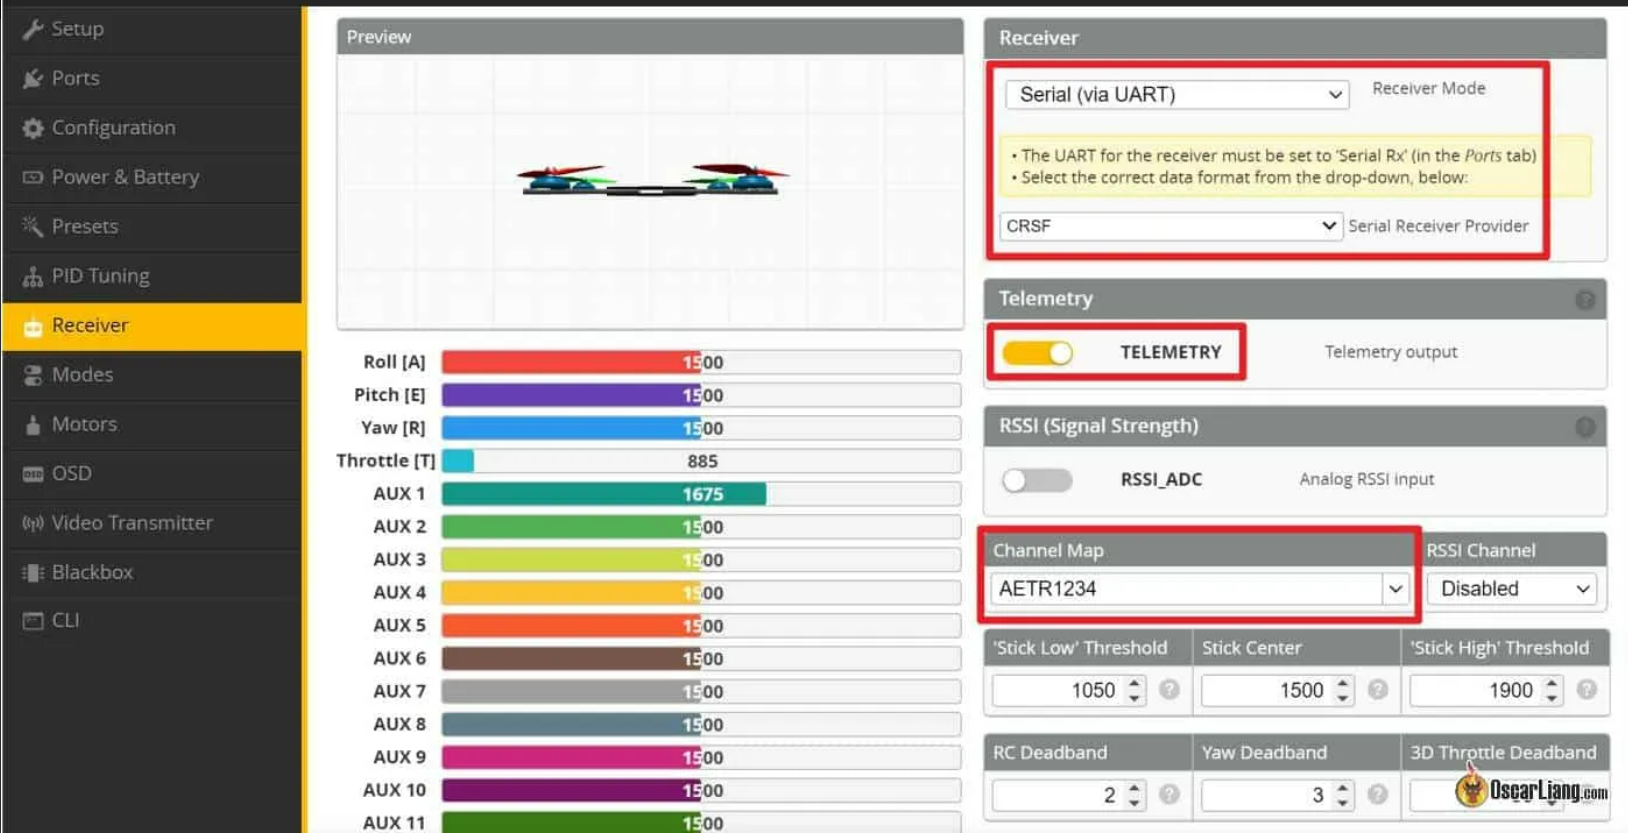 Setup
Ports
Configuration
Power & Battery
Presets
PID Tuning
Receiver
Modes
Motors
OSD
Video Transmitter
Blackbox
CLI
Preview
Roll [A] 1500
Pitch [E] 1500
Yaw [R] 1500
Throttle [T] 885
AUX 1 1675
AUX 2 1500
AUX 3 1500
AUX 4 1500
AUX 5 1500
AUX 6 1500
AUX 7 1500
AUX 8 1500
AUX 9 1500
AUX 10 1500
AUX 11 1500
Receiver
Serial (via UART) Receiver Mode
• The UART for the receiver must be set to 'Serial Rx' (in the Ports tab)
• Select the correct data format from the drop-down, below:
CRSF Serial Receiver Provider
Telemetry
TELEMETRY Telemetry output
RSSI (Signal Strength)
RSSI_ADC Analog RSSI input
Channel Map RSSI Channel
AETR1234 Disabled
'Stick Low' Threshold Stick Center 'Stick High' Threshold
1050 1500 1900
RC Deadband Yaw Deadband 3D Throttle Deadband
2 3
OscarLiang.com